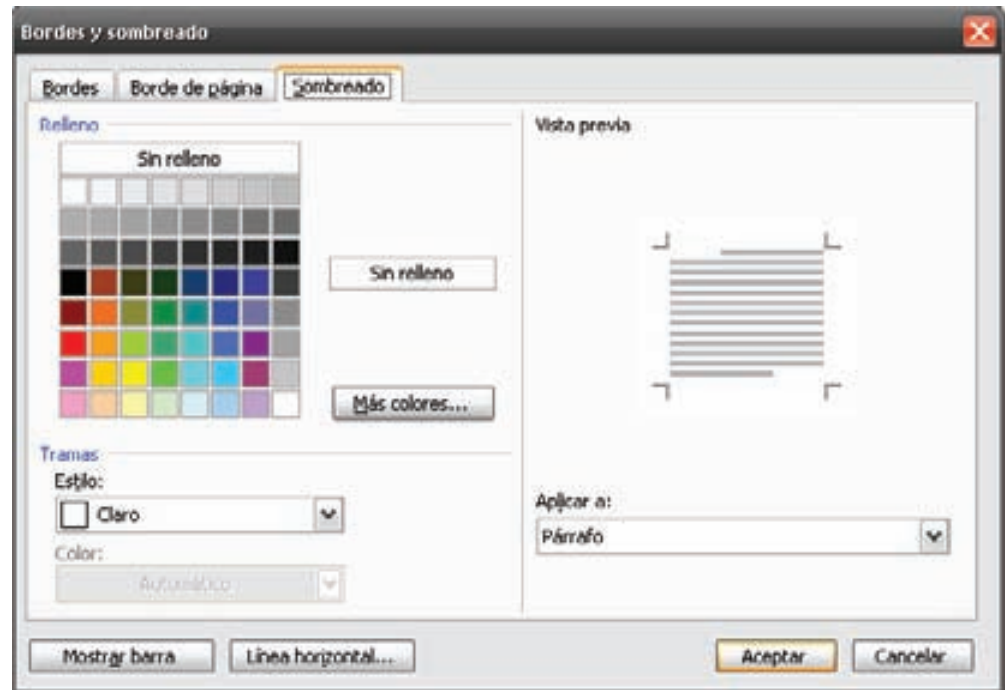 Bordes y sombreado
Bordes
Borde de página
Sombreado
Relleno
Sin relleno
Sin relleno
Más colores...
Tramas
Estilo:
Claro
Color:
Automático
Vista previa
Aplicar a:
Párrafo
Mostrar barra
Línea horizontal...
Aceptar
Cancelar